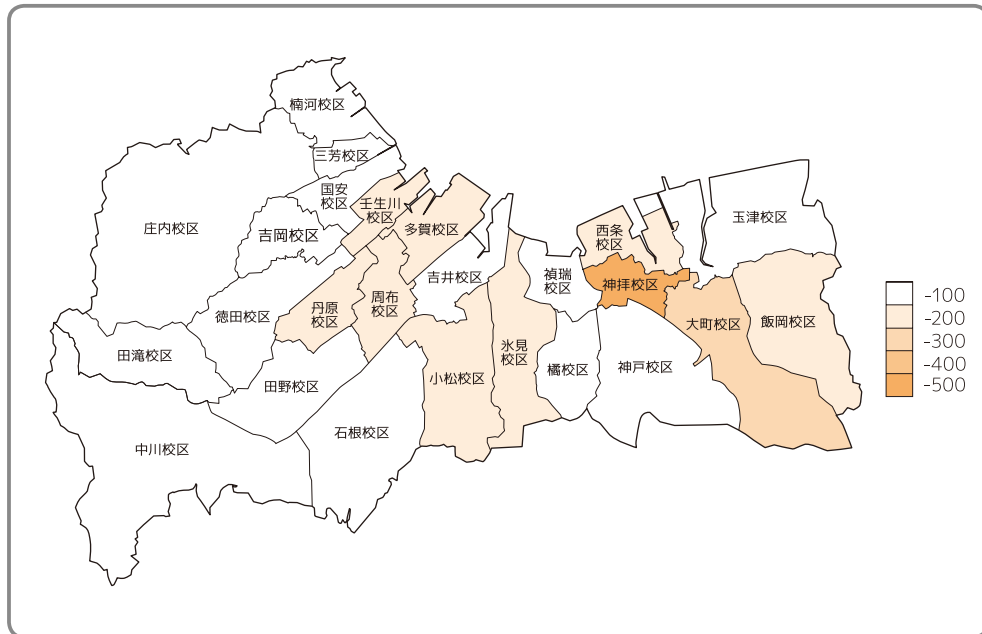 楠河校区
三芳校区
国安
校区
壬生川
校区
庄内校区
吉岡校区
多賀校区
西条
校区
玉津校区
吉井校区
禎瑞
校区
神拝校区
周布
校区
丹原
校区
徳田校区
大町校区
飯岡校区
田滝校区
氷見
校区
田野校区
小松校区
橘校区
神戸校区
石根校区
中川校区
-100
-200
-300
-400
-500